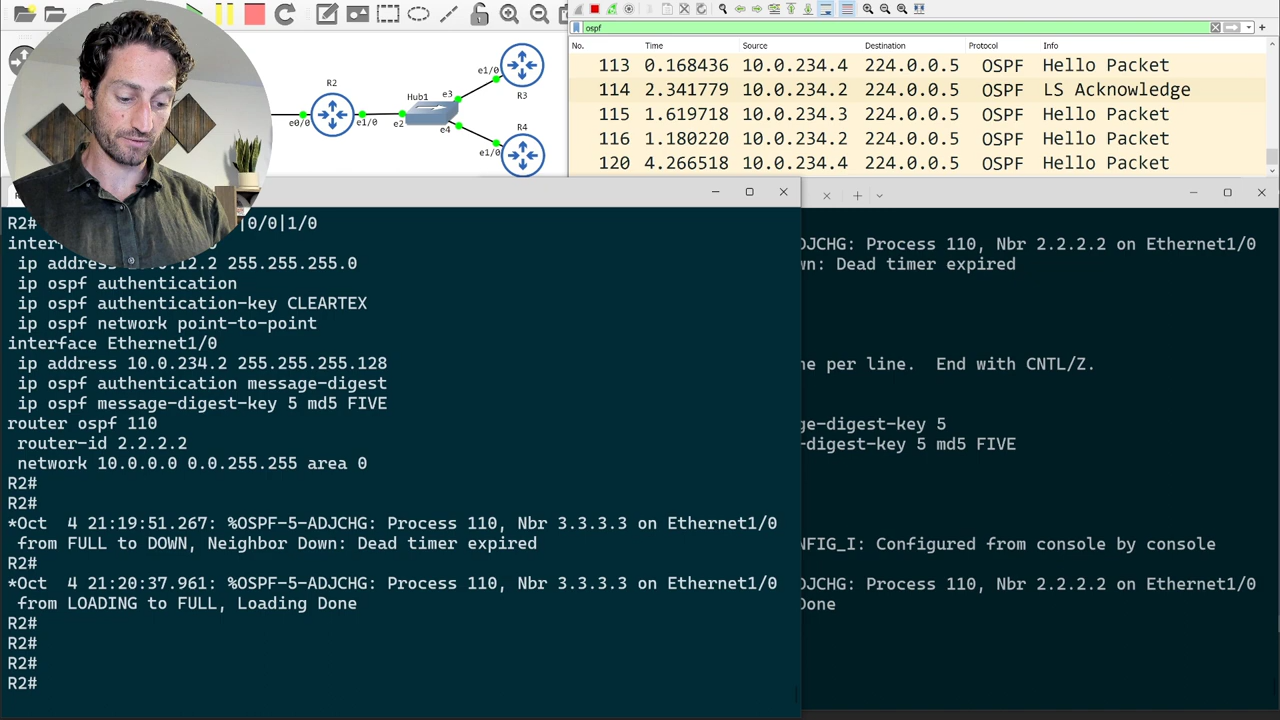 ospf
No. Time Source Destination Protocol Info
113 0.168436 10.0.234.4 224.0.0.5 OSPF Hello Packet
114 2.341779 10.0.234.2 224.0.0.5 OSPF LS Acknowledge
115 1.619718 10.0.234.3 224.0.0.5 OSPF Hello Packet
116 1.180220 10.0.234.4 224.0.0.5 OSPF Hello Packet
120 4.266518 10.0.234.4 224.0.0.5 OSPF Hello Packet
R2
e0/0
e1/0
Hub1
e2
e3
e4
e1/0
R3
R4
e1/0
R2# |0/0|1/0
ip address 255.255.255.0
ip ospf authentication
ip ospf authentication-key CLEARTEX
ip ospf network point-to-point
interface Ethernet1/0
ip address 10.0.234.2 255.255.255.128
ip ospf authentication message-digest
ip ospf message-digest-key 5 md5 FIVE
router ospf 110
router-id 2.2.2.2
network 10.0.0.0 0.0.255.255 area 0
R2#
R2#
*Oct  4 21:19:51.267: %OSPF-5-ADJCHG: Process 110, Nbr 3.3.3.3 on Ethernet1/0
from FULL to DOWN, Neighbor Down: Dead timer expired
R2#
*Oct  4 21:20:37.961: %OSPF-5-ADJCHG: Process 110, Nbr 3.3.3.3 on Ethernet1/0
from LOADING to FULL, Loading Done
R2#
R2#
R2#
R2#
DJCHG: Process 110, Nbr 2.2.2.2 on Ethernet1/0
wn: Dead timer expired
ne per line.  End with CNTL/Z.
ge-digest-key 5
-digest-key 5 md5 FIVE
NFIG_I: Configured from console by console
DJCHG: Process 110, Nbr 2.2.2.2 on Ethernet1/0
Done